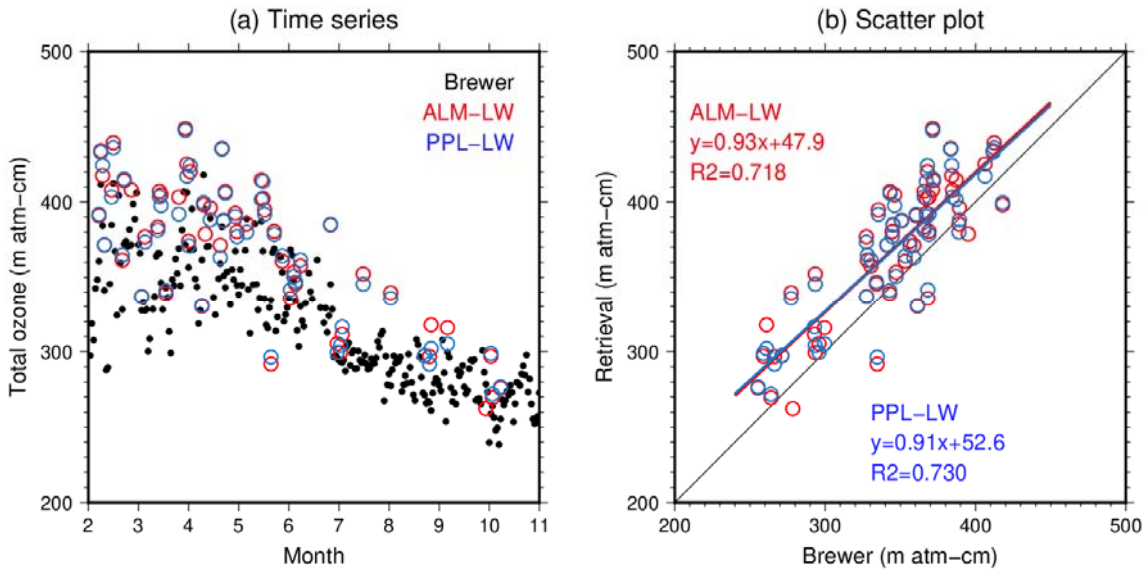 (a) Time series
500
400
300
200
Total ozone (m atm−cm)
Brewer
ALM−LW
PPL−LW
2 3 4 5 6 7 8 9 10 11
Month
(b) Scatter plot
500
400
300
200
Retrieval (m atm−cm)
ALM−LW
y=0.93x+47.9
R2=0.718
PPL−LW
y=0.91x+52.6
R2=0.730
200 300 400 500
Brewer (m atm−cm)